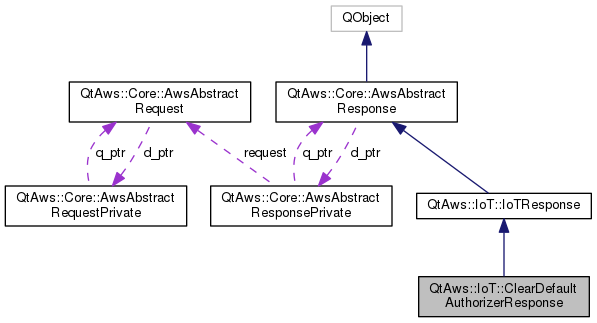 QObject
QtAws::Core::AwsAbstract
Request
QtAws::Core::AwsAbstract
Response
q_ptr
d_ptr
request
q_ptr
d_ptr
QtAws::Core::AwsAbstract
RequestPrivate
QtAws::Core::AwsAbstract
ResponsePrivate
QtAws::IoT::IoTResponse
QtAws::IoT::ClearDefault
AuthorizerResponse